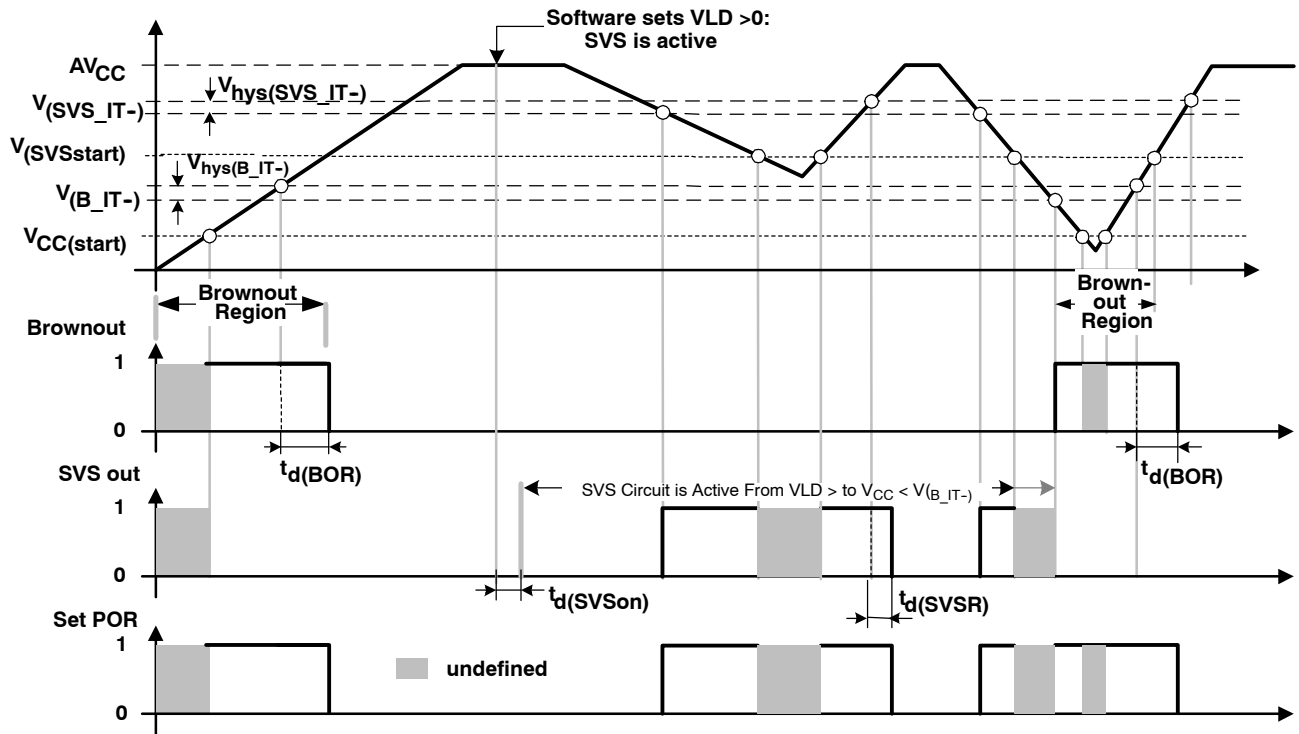 Software sets VLD >0:
SVS is active
AVCC
Vhys(SVS_IT-)
V(SVS_IT-)
V(SVSstart)
Vhys(B_IT-)
V(B_IT-)
VCC(start)
Brownout
Region
Brown-
out
Region
Brownout
1
0
td(BOR)
td(BOR)
SVS out
SVS Circuit is Active From VLD > to VCC < V(B_IT-)
1
0
td(SVSon)
td(SVSR)
Set POR
1
undefined
0